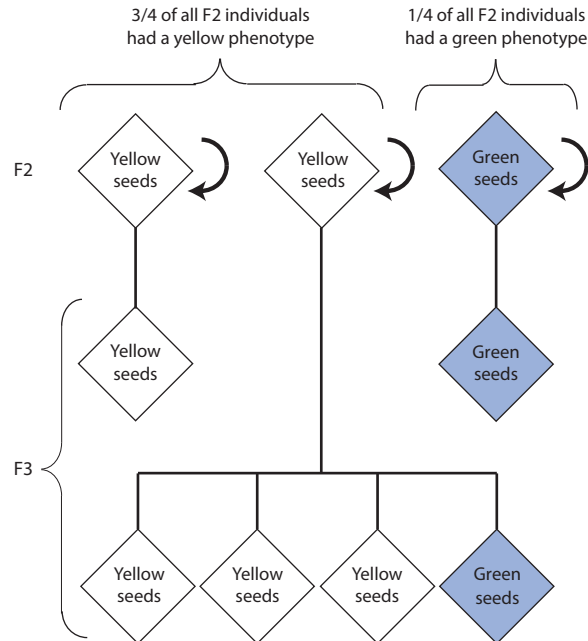 3/4 of all F2 individuals
had a yellow phenotype
1/4 of all F2 individuals
had a green phenotype
F2
Yellow
seeds
Yellow
seeds
Green
seeds
Yellow
seeds
Green
seeds
F3
Yellow
seeds
Yellow
seeds
Yellow
seeds
Green
seeds